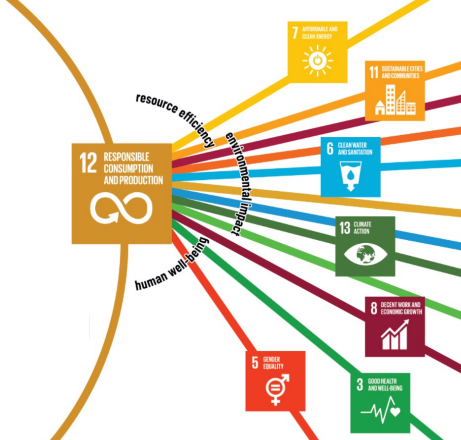 7 AFFORDABLE AND
CLEAN ENERGY
11 SUSTAINABLE CITIES
AND COMMUNITIES
resource efficiency
environmental impact
6 CLEAN WATER
AND SANITATION
12 RESPONSIBLE
CONSUMPTION
AND PRODUCTION
13 CLIMATE
ACTION
human well-being
8 DECENT WORK AND
ECONOMIC GROWTH
5 GENDER
EQUALITY
3 GOOD HEALTH
AND WELL-BEING